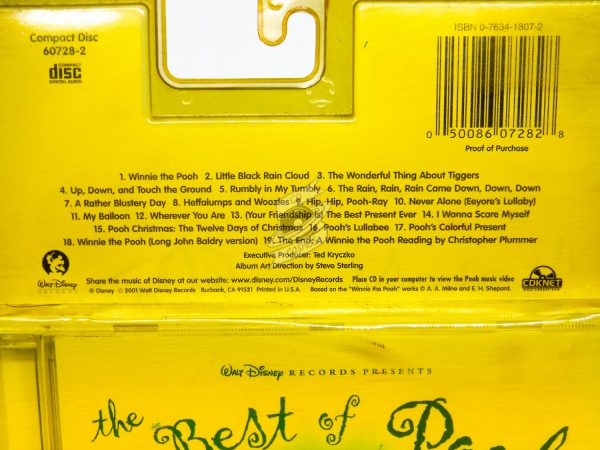 Compact Disc
60728-2
COMPACT
disc
DIGITAL AUDIO
ISBN 0-7634-1807-2
0 50086 07282 8
Proof of Purchase
1. Winnie the Pooh 2. Little Black Rain Cloud 3. The Wonderful Thing About Tiggers
4. Up, Down, and Touch the Ground 5. Rumbly in My Tumbly 6. The Rain, Rain, Rain Came Down, Down, Down
7. A Rather Blustery Day 8. Heffalumps and Woozles 9. Hip, Hip, Pooh-Ray 10. Never Alone (Eeyore's Lullaby)
11. My Balloon 12. Wherever You Are 13. (Your Friendship Is) The Best Present Ever 14. I Wanna Scare Myself
15. Pooh Christmas: The Twelve Days of Christmas 16. Pooh's Lullabee 17. Pooh's Colorful Present
18. Winnie the Pooh (Long John Baldry version) 19. The End: A Winnie the Pooh Reading by Christopher Plummer
Executive Producer: Ted Kryczko
Album Art Direction by Steve Sterling
WALT DISNEY
RECORDS
Share the music of Disney at our website: www.disney.com/DisneyRecords Place CD in your computer to view the Pooh music video
© Disney ℗ 2001 Walt Disney Records Burbank, CA 91521 Printed in U.S.A. Based on the "Winnie the Pooh" works © A. A. Milne and E. H. Shepard.
CDKNET
WALT DISNEY RECORDS PRESENTS
the Best of